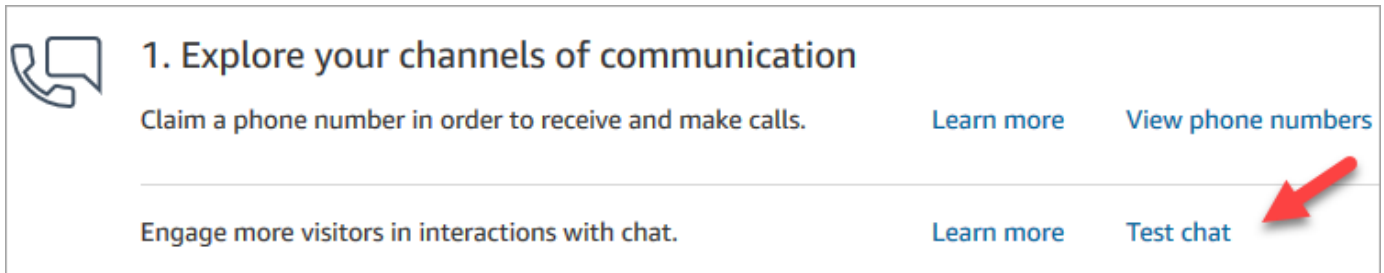 1. Explore your channels of communication
Claim a phone number in order to receive and make calls. Learn more View phone numbers
Engage more visitors in interactions with chat. Learn more Test chat